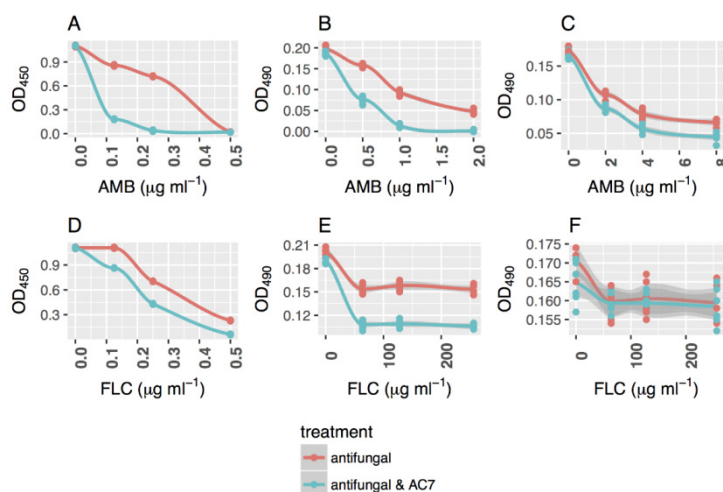 A
B
C
OD450
0.9
0.6
0.3
0.0
0.0
0.1
0.2
0.3
0.4
0.5
AMB (μg ml⁻¹)
OD490
0.20
0.15
0.10
0.05
0.00
0.0
0.5
1.0
1.5
2.0
AMB (μg ml⁻¹)
OD490
0.15
0.10
0.05
0
2
4
6
8
AMB (μg ml⁻¹)
D
E
F
OD450
0.9
0.6
0.3
0.0
0.1
0.2
0.3
0.4
0.5
FLC (μg ml⁻¹)
OD490
0.21
0.18
0.15
0.12
0
100
200
FLC (μg ml⁻¹)
OD490
0.175
0.170
0.165
0.160
0.155
0
100
200
FLC (μg ml⁻¹)
treatment
antifungal
antifungal & AC7